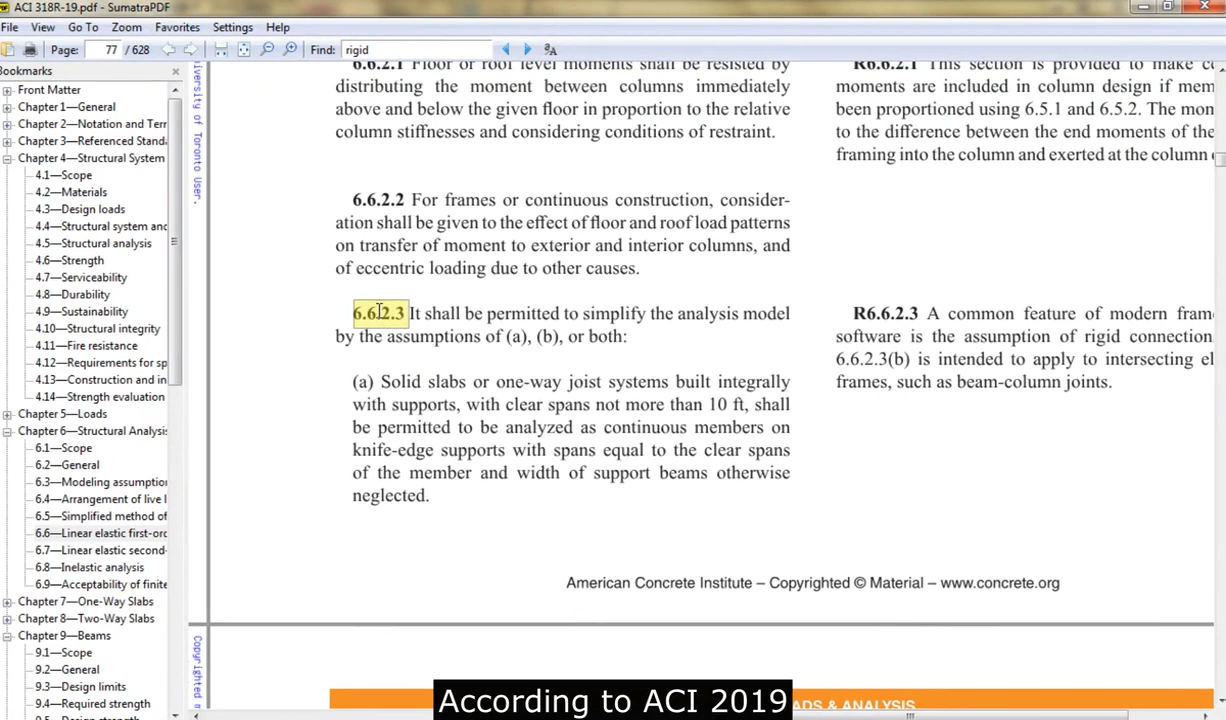 ACI 318R-19.pdf - SumatraPDF
File View Go To Zoom Favorites Settings Help
Page: 77 / 628 Find: rigid
Bookmarks
Front Matter
Chapter 1—General
Chapter 2—Notation and Terr
Chapter 3—Referenced Standa
Chapter 4—Structural System
4.1—Scope
4.2—Materials
4.3—Design loads
4.4—Structural system and
4.5—Structural analysis
4.6—Strength
4.7—Serviceability
4.8—Durability
4.9—Sustainability
4.10—Structural integrity
4.11—Fire resistance
4.12—Requirements for sp
4.13—Construction and in
4.14—Strength evaluation
Chapter 5—Loads
Chapter 6—Structural Analysis
6.1—Scope
6.2—General
6.3—Modeling assumption
6.4—Arrangement of live l
6.5—Simplified method of
6.6—Linear elastic first-orc
6.7—Linear elastic second-
6.8—Inelastic analysis
6.9—Acceptability of finite
Chapter 7—One-Way Slabs
Chapter 8—Two-Way Slabs
Chapter 9—Beams
9.1—Scope
9.2—General
9.3—Design limits
9.4—Required strength
9.5—Design strength
University of Toronto User.
6.6.2.1 Floor or roof level moments shall be resisted by
distributing the moment between columns immediately
above and below the given floor in proportion to the relative
column stiffnesses and considering conditions of restraint.
6.6.2.2 For frames or continuous construction, consider-
ation shall be given to the effect of floor and roof load patterns
on transfer of moment to exterior and interior columns, and
of eccentric loading due to other causes.
6.6.2.3 It shall be permitted to simplify the analysis model
by the assumptions of (a), (b), or both:
(a) Solid slabs or one-way joist systems built integrally
with supports, with clear spans not more than 10 ft, shall
be permitted to be analyzed as continuous members on
knife-edge supports with spans equal to the clear spans
of the member and width of support beams otherwise
neglected.
R6.6.2.1 This section is provided to make c
moments are included in column design if mem
been proportioned using 6.5.1 and 6.5.2. The mom
to the difference between the end moments of the
framing into the column and exerted at the column
R6.6.2.3 A common feature of modern fram
software is the assumption of rigid connection
6.6.2.3(b) is intended to apply to intersecting el
frames, such as beam-column joints.
American Concrete Institute – Copyrighted © Material – www.concrete.org
Copyrighted m
ADS & ANALYSIS
According to ACI 2019